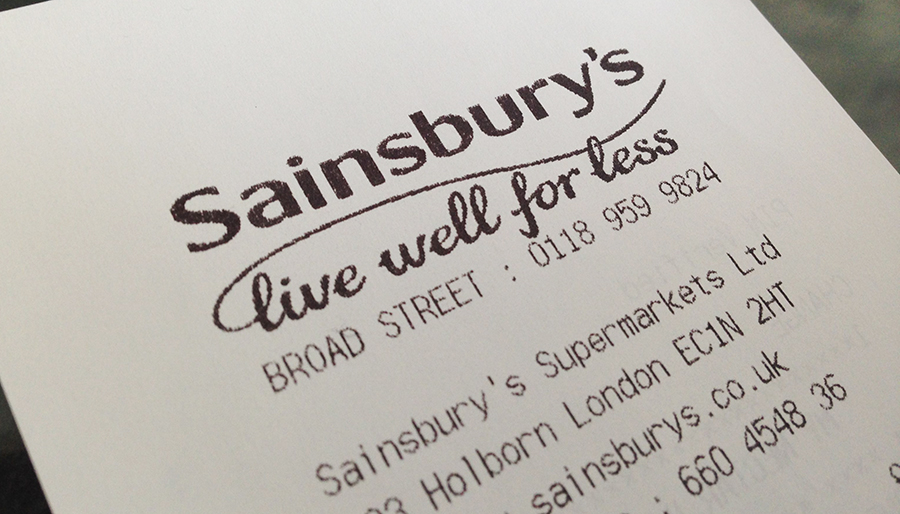 Sainsbury's
live well for less
BROAD STREET : 0118 959 9824
Sainsbury's Supermarkets Ltd
Holborn London EC1N 2HT
sainsburys.co.uk
: 660 4548 36